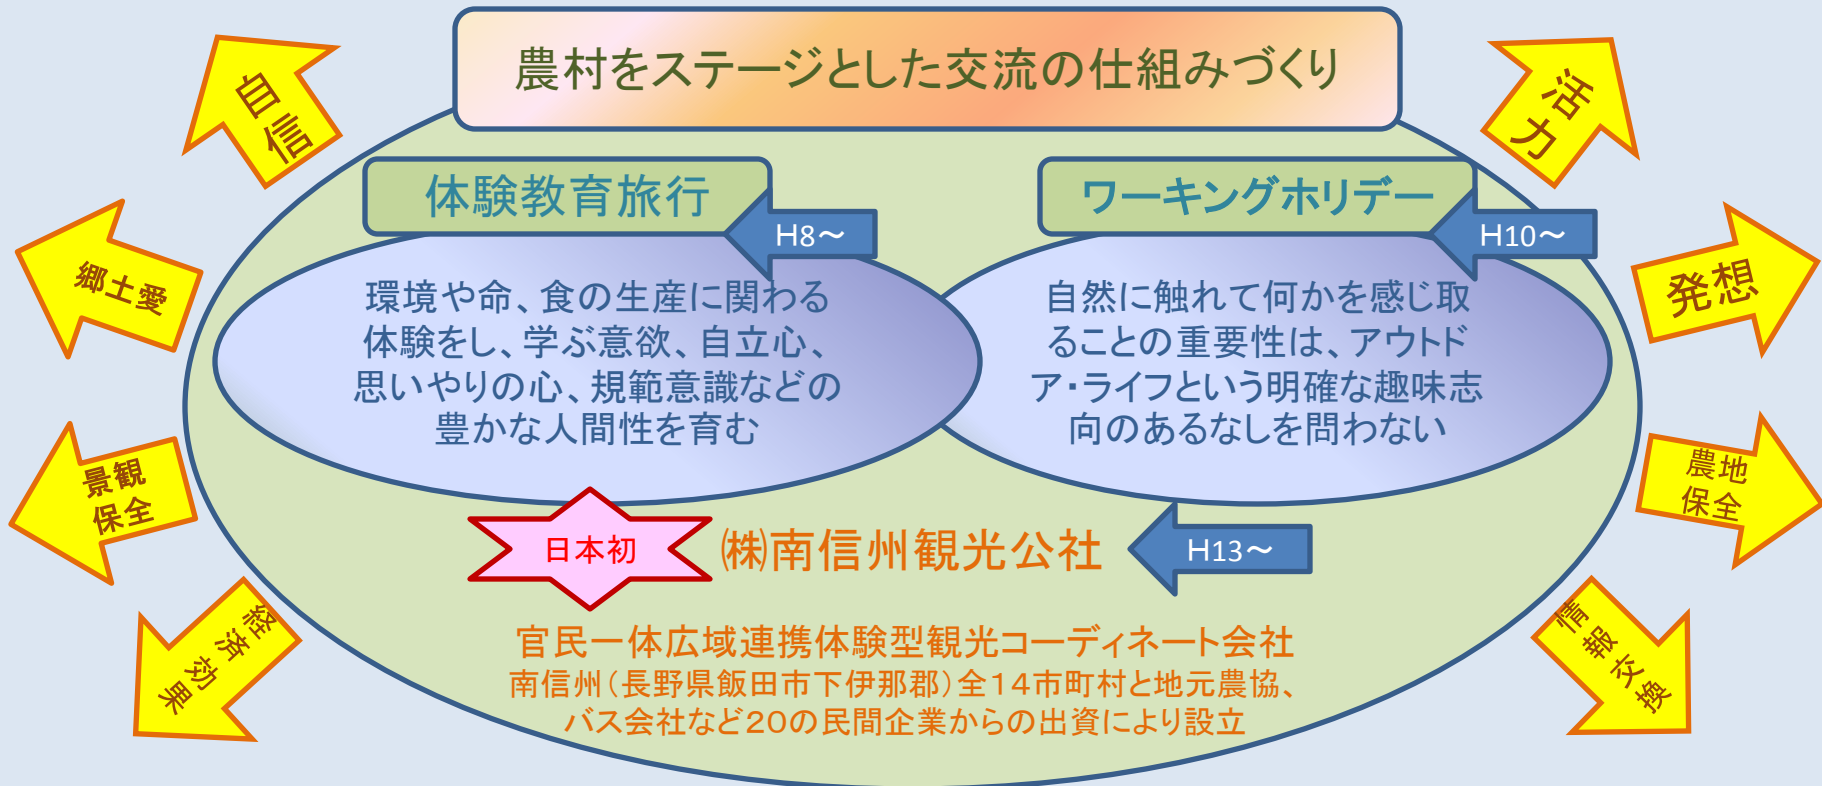 農村をステージとした交流の仕組みづくり
自信
活力
体験教育旅行
ワーキングホリデー
H8～
H10～
郷土愛
発想
環境や命、食の生産に関わる
体験をし、学ぶ意欲、自立心、
思いやりの心、規範意識などの
豊かな人間性を育む
自然に触れて何かを感じ取
ることの重要性は、アウトド
ア・ライフという明確な趣味志
向のあるなしを問わない
景観
保全
農地
保全
日本初
㈱南信州観光公社
H13～
経済効果
情報交換
官民一体広域連携体験型観光コーディネート会社
南信州（長野県飯田市下伊那郡）全１４市町村と地元農協、
バス会社など２０の民間企業からの出資により設立